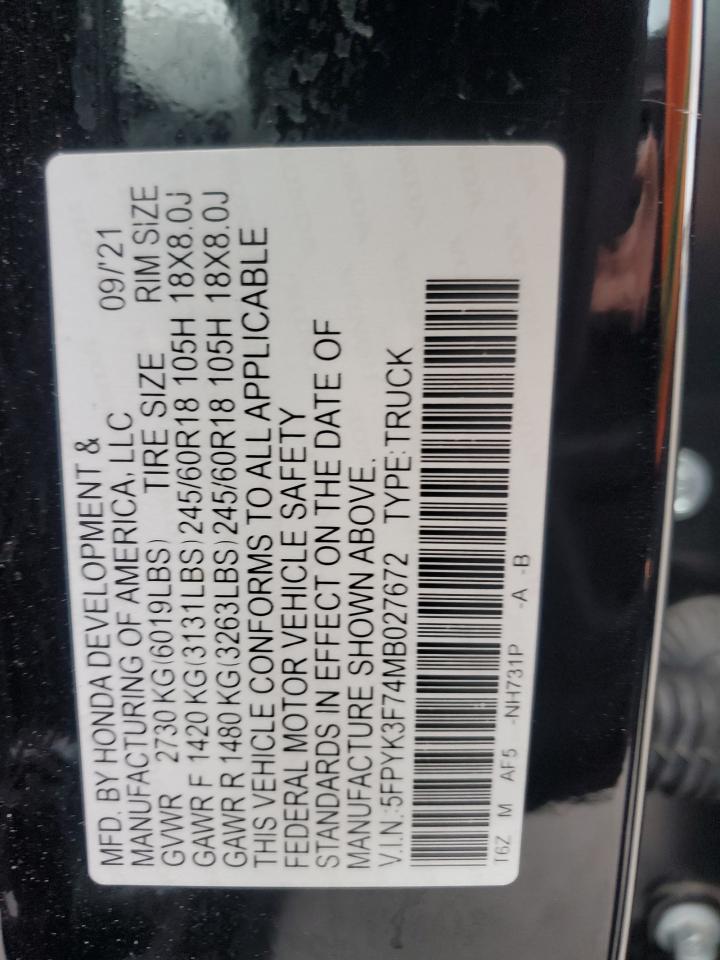 MFD. BY HONDA DEVELOPMENT &
MANUFACTURING OF AMERICA, LLC 09/'21
GVWR 2730 KG(6019LBS) TIRE SIZE RIM SIZE
GAWR F 1420 KG(3131LBS) 245/60R18 105H 18X8.0J
GAWR R 1480 KG(3263LBS) 245/60R18 105H 18X8.0J
THIS VEHICLE CONFORMS TO ALL APPLICABLE
FEDERAL MOTOR VEHICLE SAFETY
STANDARDS IN EFFECT ON THE DATE OF
MANUFACTURE SHOWN ABOVE.
V.I.N.:5FPYK3F74MB027672 TYPE:TRUCK
T6Z M AF5 -NH731P -A -B